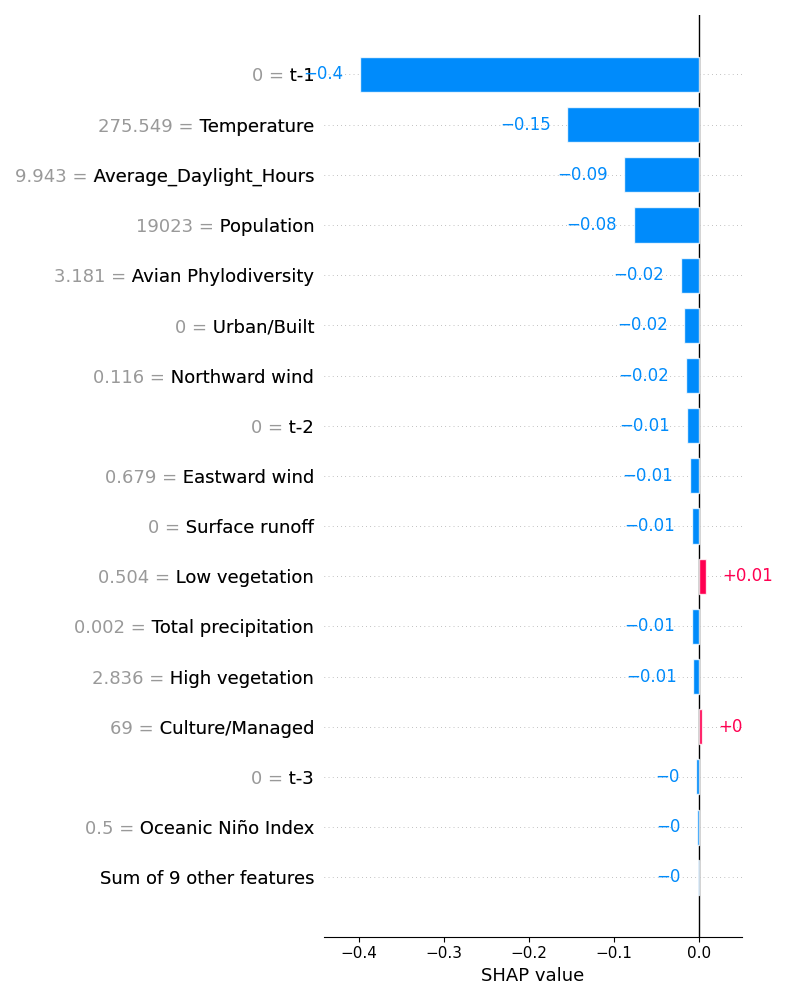 0 = t-1 −0.4
275.549 = Temperature −0.15
9.943 = Average_Daylight_Hours −0.09
19023 = Population −0.08
3.181 = Avian Phylodiversity −0.02
0 = Urban/Built −0.02
0.116 = Northward wind −0.02
0 = t-2 −0.01
0.679 = Eastward wind −0.01
0 = Surface runoff −0.01
0.504 = Low vegetation +0.01
0.002 = Total precipitation −0.01
2.836 = High vegetation −0.01
69 = Culture/Managed +0
0 = t-3 −0
0.5 = Oceanic Niño Index −0
Sum of 9 other features −0
−0.4 −0.3 −0.2 −0.1 0.0
SHAP value